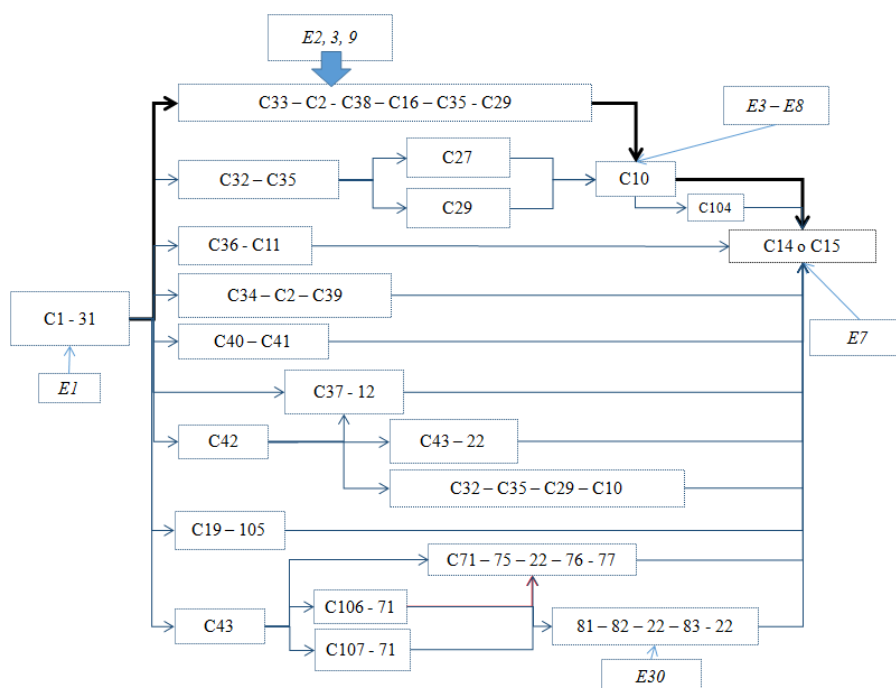 E2, 3, 9
C33 – C2 - C38 – C16 – C35 - C29
E3 – E8
C27
C32 – C35
C10
C29
C104
C36 - C11
C14 o C15
C34 – C2 – C39
C1 - 31
C40 – C41
E7
E1
C37 - 12
C42
C43 – 22
C32 – C35 – C29 – C10
C19 – 105
C71 – 75 – 22 – 76 - 77
C106 - 71
C43
81 – 82 – 22 – 83 - 22
C107 - 71
E30